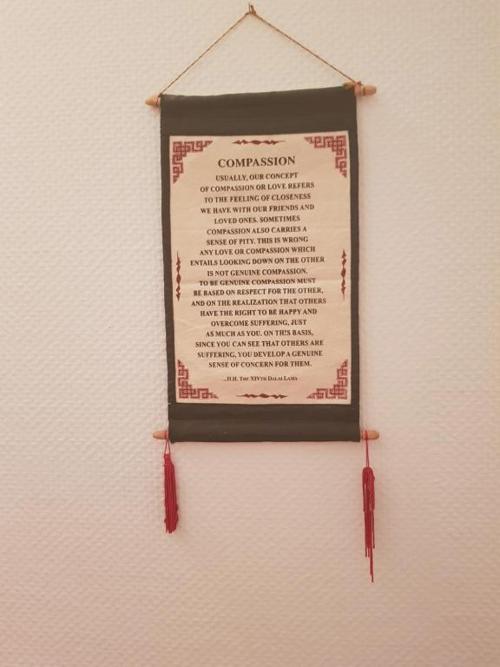 COMPASSION
USUALLY, OUR CONCEPT
OF COMPASSION OR LOVE REFERS
TO THE FEELING OF CLOSENESS
WE HAVE WITH OUR FRIENDS AND
LOVED ONES. SOMETIMES
COMPASSION ALSO CARRIES A
SENSE OF PITY. THIS IS WRONG
ANY LOVE OR COMPASSION WHICH
ENTAILS LOOKING DOWN ON THE OTHER
IS NOT GENUINE COMPASSION.
TO BE GENUINE COMPASSION MUST
BE BASED ON RESPECT FOR THE OTHER,
AND ON THE REALIZATION THAT OTHERS
HAVE THE RIGHT TO BE HAPPY AND
OVERCOME SUFFERING, JUST
AS MUCH AS YOU. ON THIS BASIS,
SINCE YOU CAN SEE THAT OTHERS ARE
SUFFERING, YOU DEVELOP A GENUINE
SENSE OF CONCERN FOR THEM.
...H.H. THE XIVTH DALAI LAMA